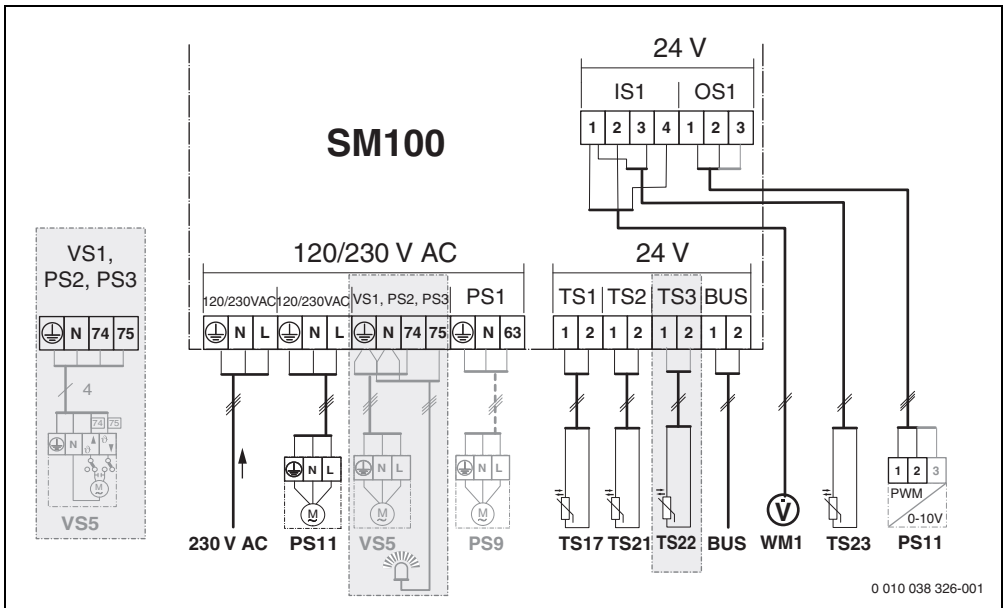 24 V
IS1 OS1
1 2 3 4 1 2 3
SM100
VS1,
PS2, PS3
N 74 75
4
74 75
N
M
VS5
120/230 V AC
24 V
120/230VAC 120/230VAC VS1, PS2, PS3 PS1
TS1 TS2 TS3 BUS
N L N L N 74 75 N 63
1 2 1 2 1 2 1 2
N L N L N L
M M M
1 2 3
PWM
0-10V
V̇
230 V AC PS11 VS5 PS9 TS17 TS21 TS22 BUS WM1 TS23 PS11
0 010 038 326-001